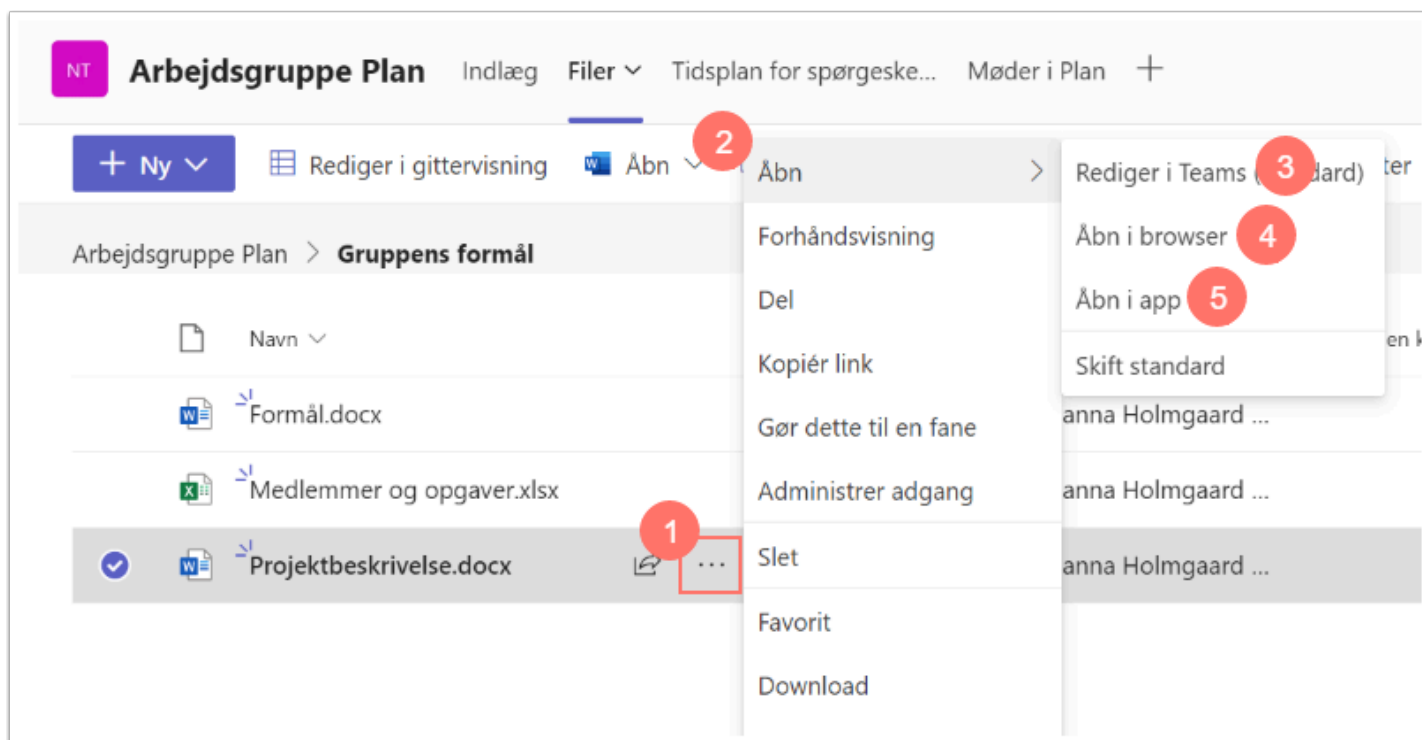 NT Arbejdsgruppe Plan Indlæg Filer Tidsplan for spørgeske... Møder i Plan
+ Ny Rediger i gittervisning Åbn
2
Åbn
Rediger i Teams ( 3 dard)
ter
Arbejdsgruppe Plan > Gruppens formål
Forhåndsvisning
Åbn i browser 4
Del
Åbn i app 5
Navn
en
Kopiér link
Skift standard
Formål.docx
Gør dette til en fane
anna Holmgaard ...
Medlemmer og opgaver.xlsx
Administrer adgang
anna Holmgaard ...
1
Projektbeskrivelse.docx
...
Slet
anna Holmgaard ...
Favorit
Download